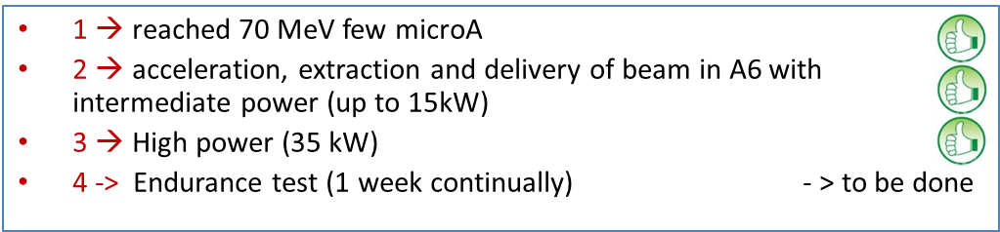 • 1 → reached 70 MeV few microA
• 2 → acceleration, extraction and delivery of beam in A6 with
intermediate power (up to 15kW)
• 3 → High power (35 kW)
• 4 -> Endurance test (1 week continually) - > to be done